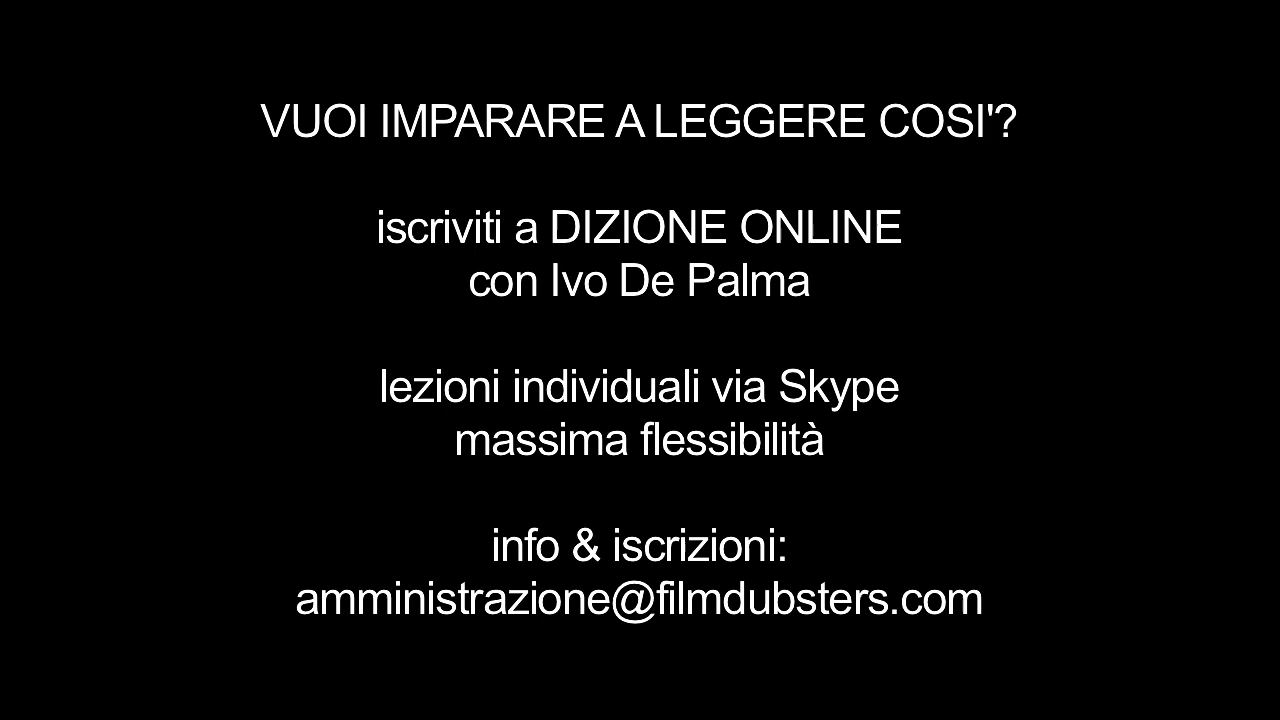 VUOI IMPARARE A LEGGERE COSI'?
iscriviti a DIZIONE ONLINE
con Ivo De Palma
lezioni individuali via Skype
massima flessibilità
info & iscrizioni:
amministrazione@filmdubsters.com